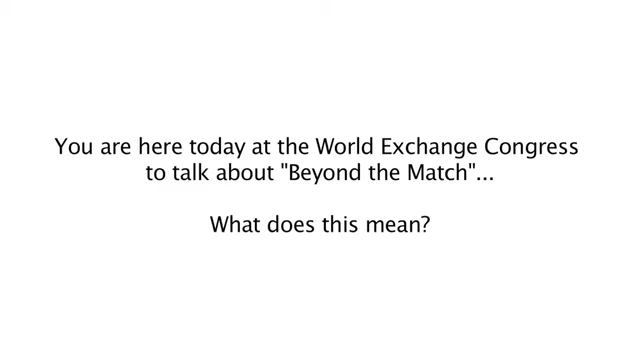 You are here today at the World Exchange Congress
to talk about "Beyond the Match"...
What does this mean?